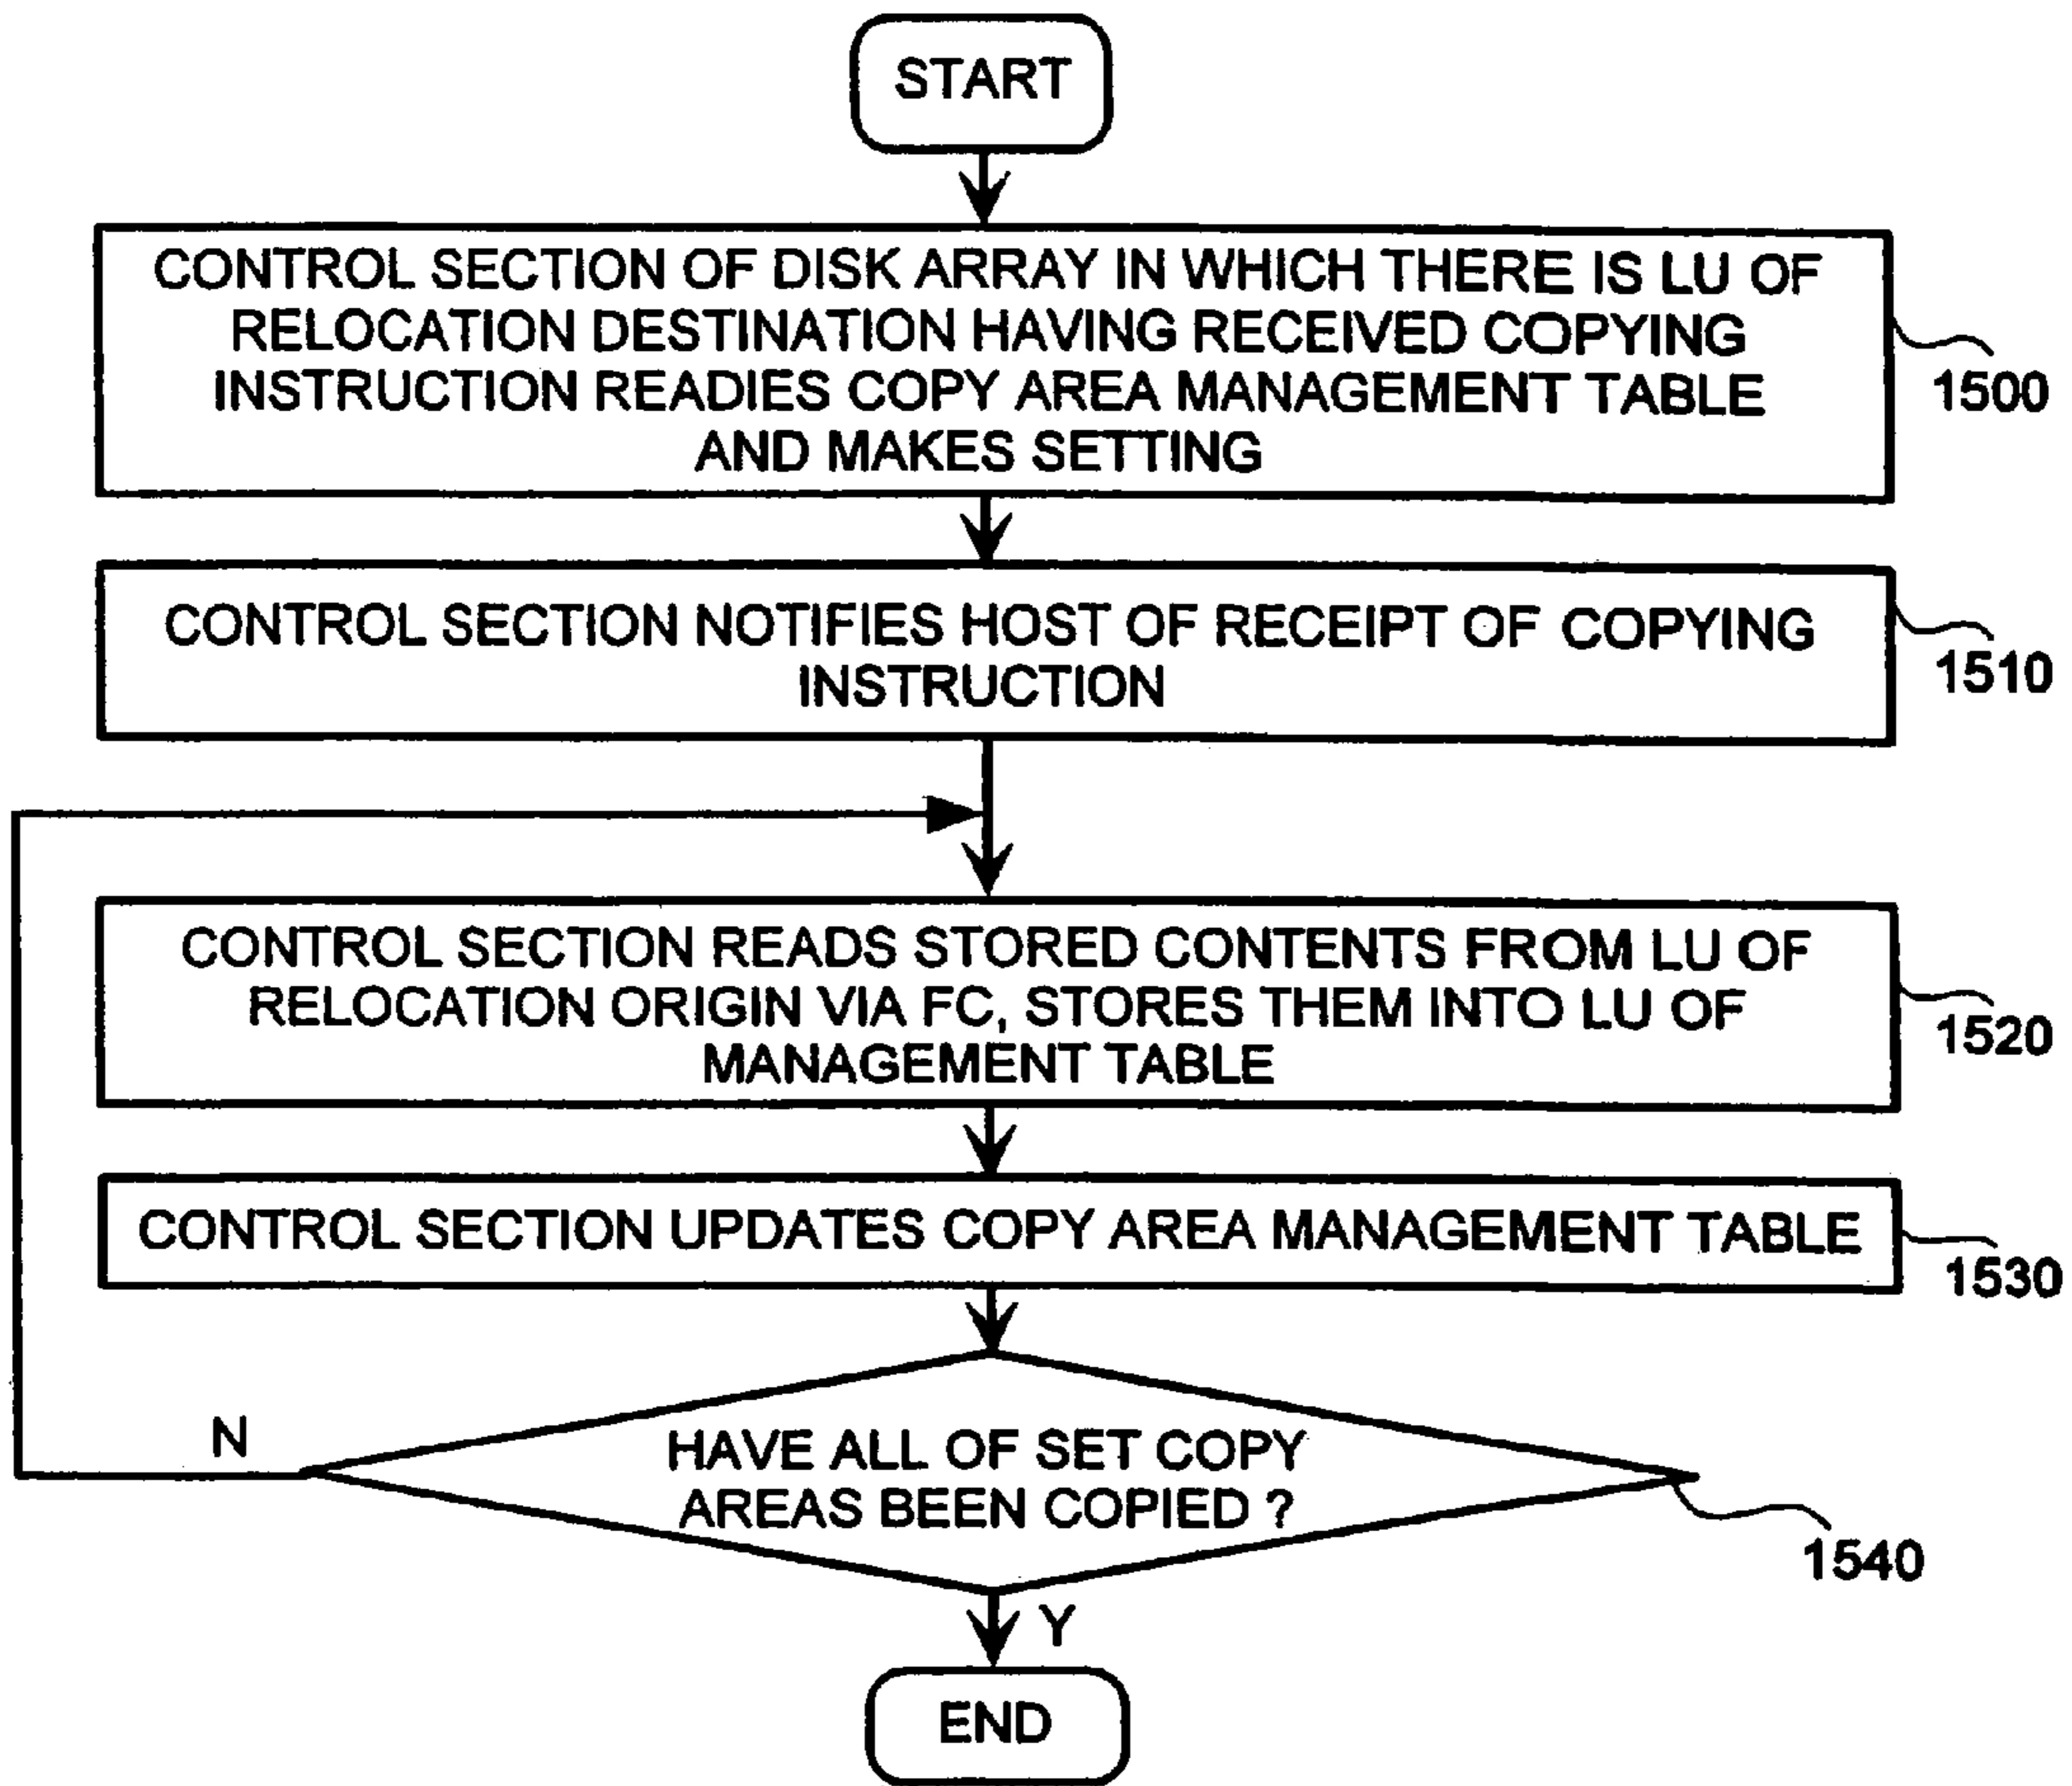 START
CONTROL SECTION OF DISK ARRAY IN WHICH THERE IS LU OF
RELOCATION DESTINATION HAVING RECEIVED COPYING
INSTRUCTION READIES COPY AREA MANAGEMENT TABLE
AND MAKES SETTING
1500
CONTROL SECTION NOTIFIES HOST OF RECEIPT OF COPYING
INSTRUCTION
1510
CONTROL SECTION READS STORED CONTENTS FROM LU OF
RELOCATION ORIGIN VIA FC, STORES THEM INTO LU OF
MANAGEMENT TABLE
1520
CONTROL SECTION UPDATES COPY AREA MANAGEMENT TABLE
1530
N
HAVE ALL OF SET COPY
AREAS BEEN COPIED ?
1540
Y
END